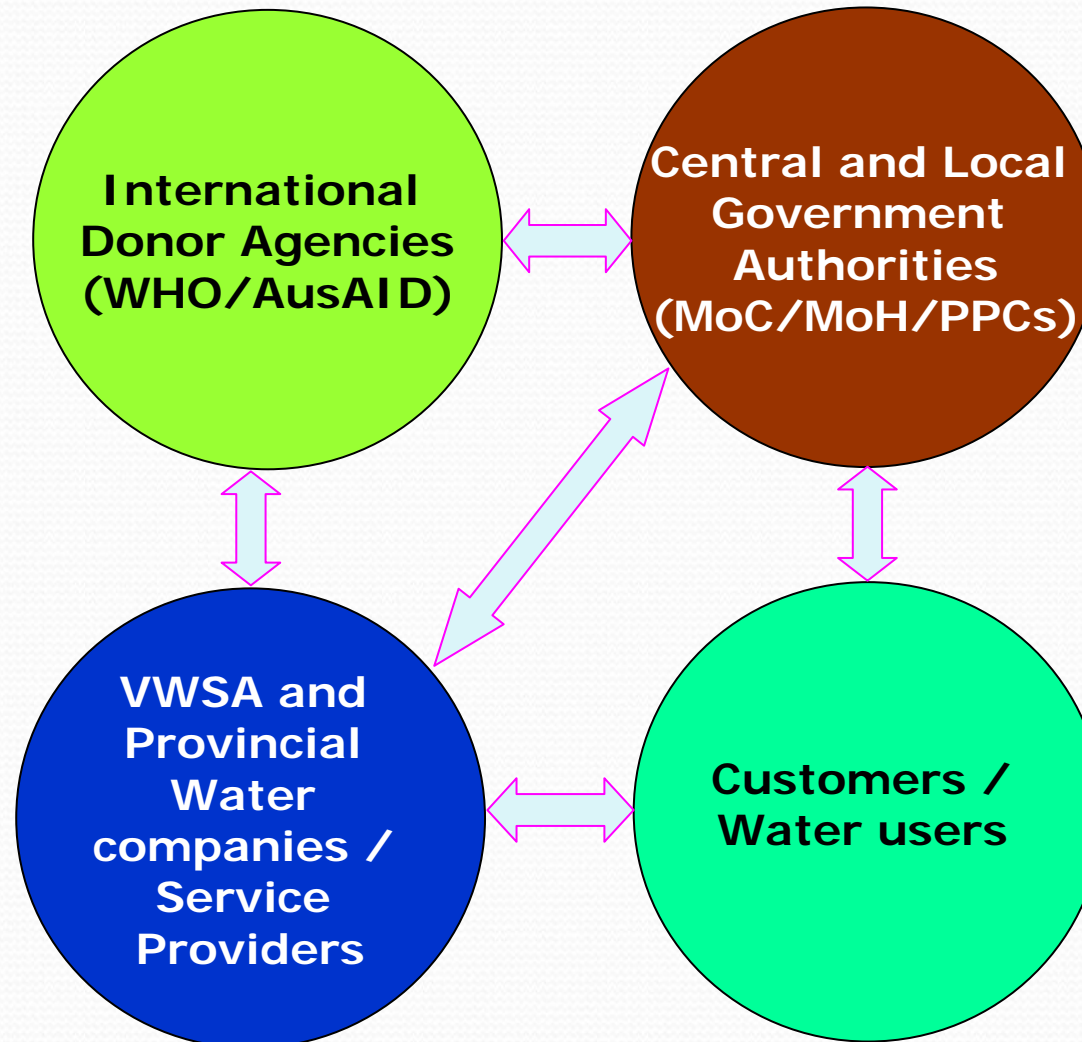 International
Donor Agencies
(WHO/AusAID)
Central and Local
Government
Authorities
(MoC/MoH/PPCs)
VWSA and
Provincial
Water
companies /
Service
Providers
Customers /
Water users